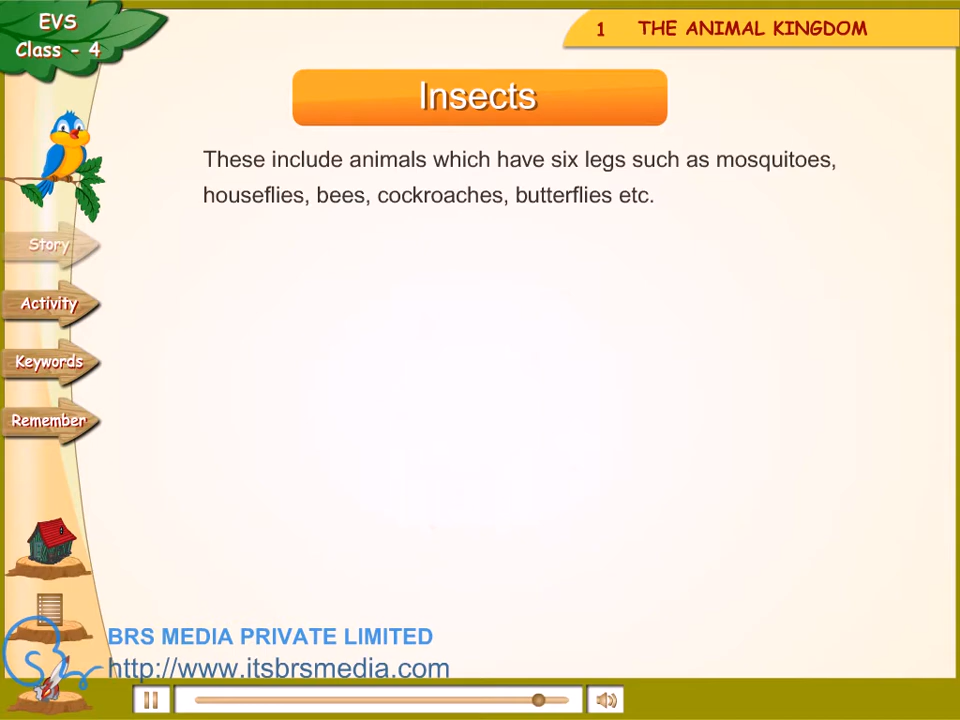 EVS
Class - 4
1 THE ANIMAL KINGDOM
Insects
These include animals which have six legs such as mosquitoes,
houseflies, bees, cockroaches, butterflies etc.
Story
Activity
Keywords
Remember
BRS MEDIA PRIVATE LIMITED
http://www.itsbrsmedia.com